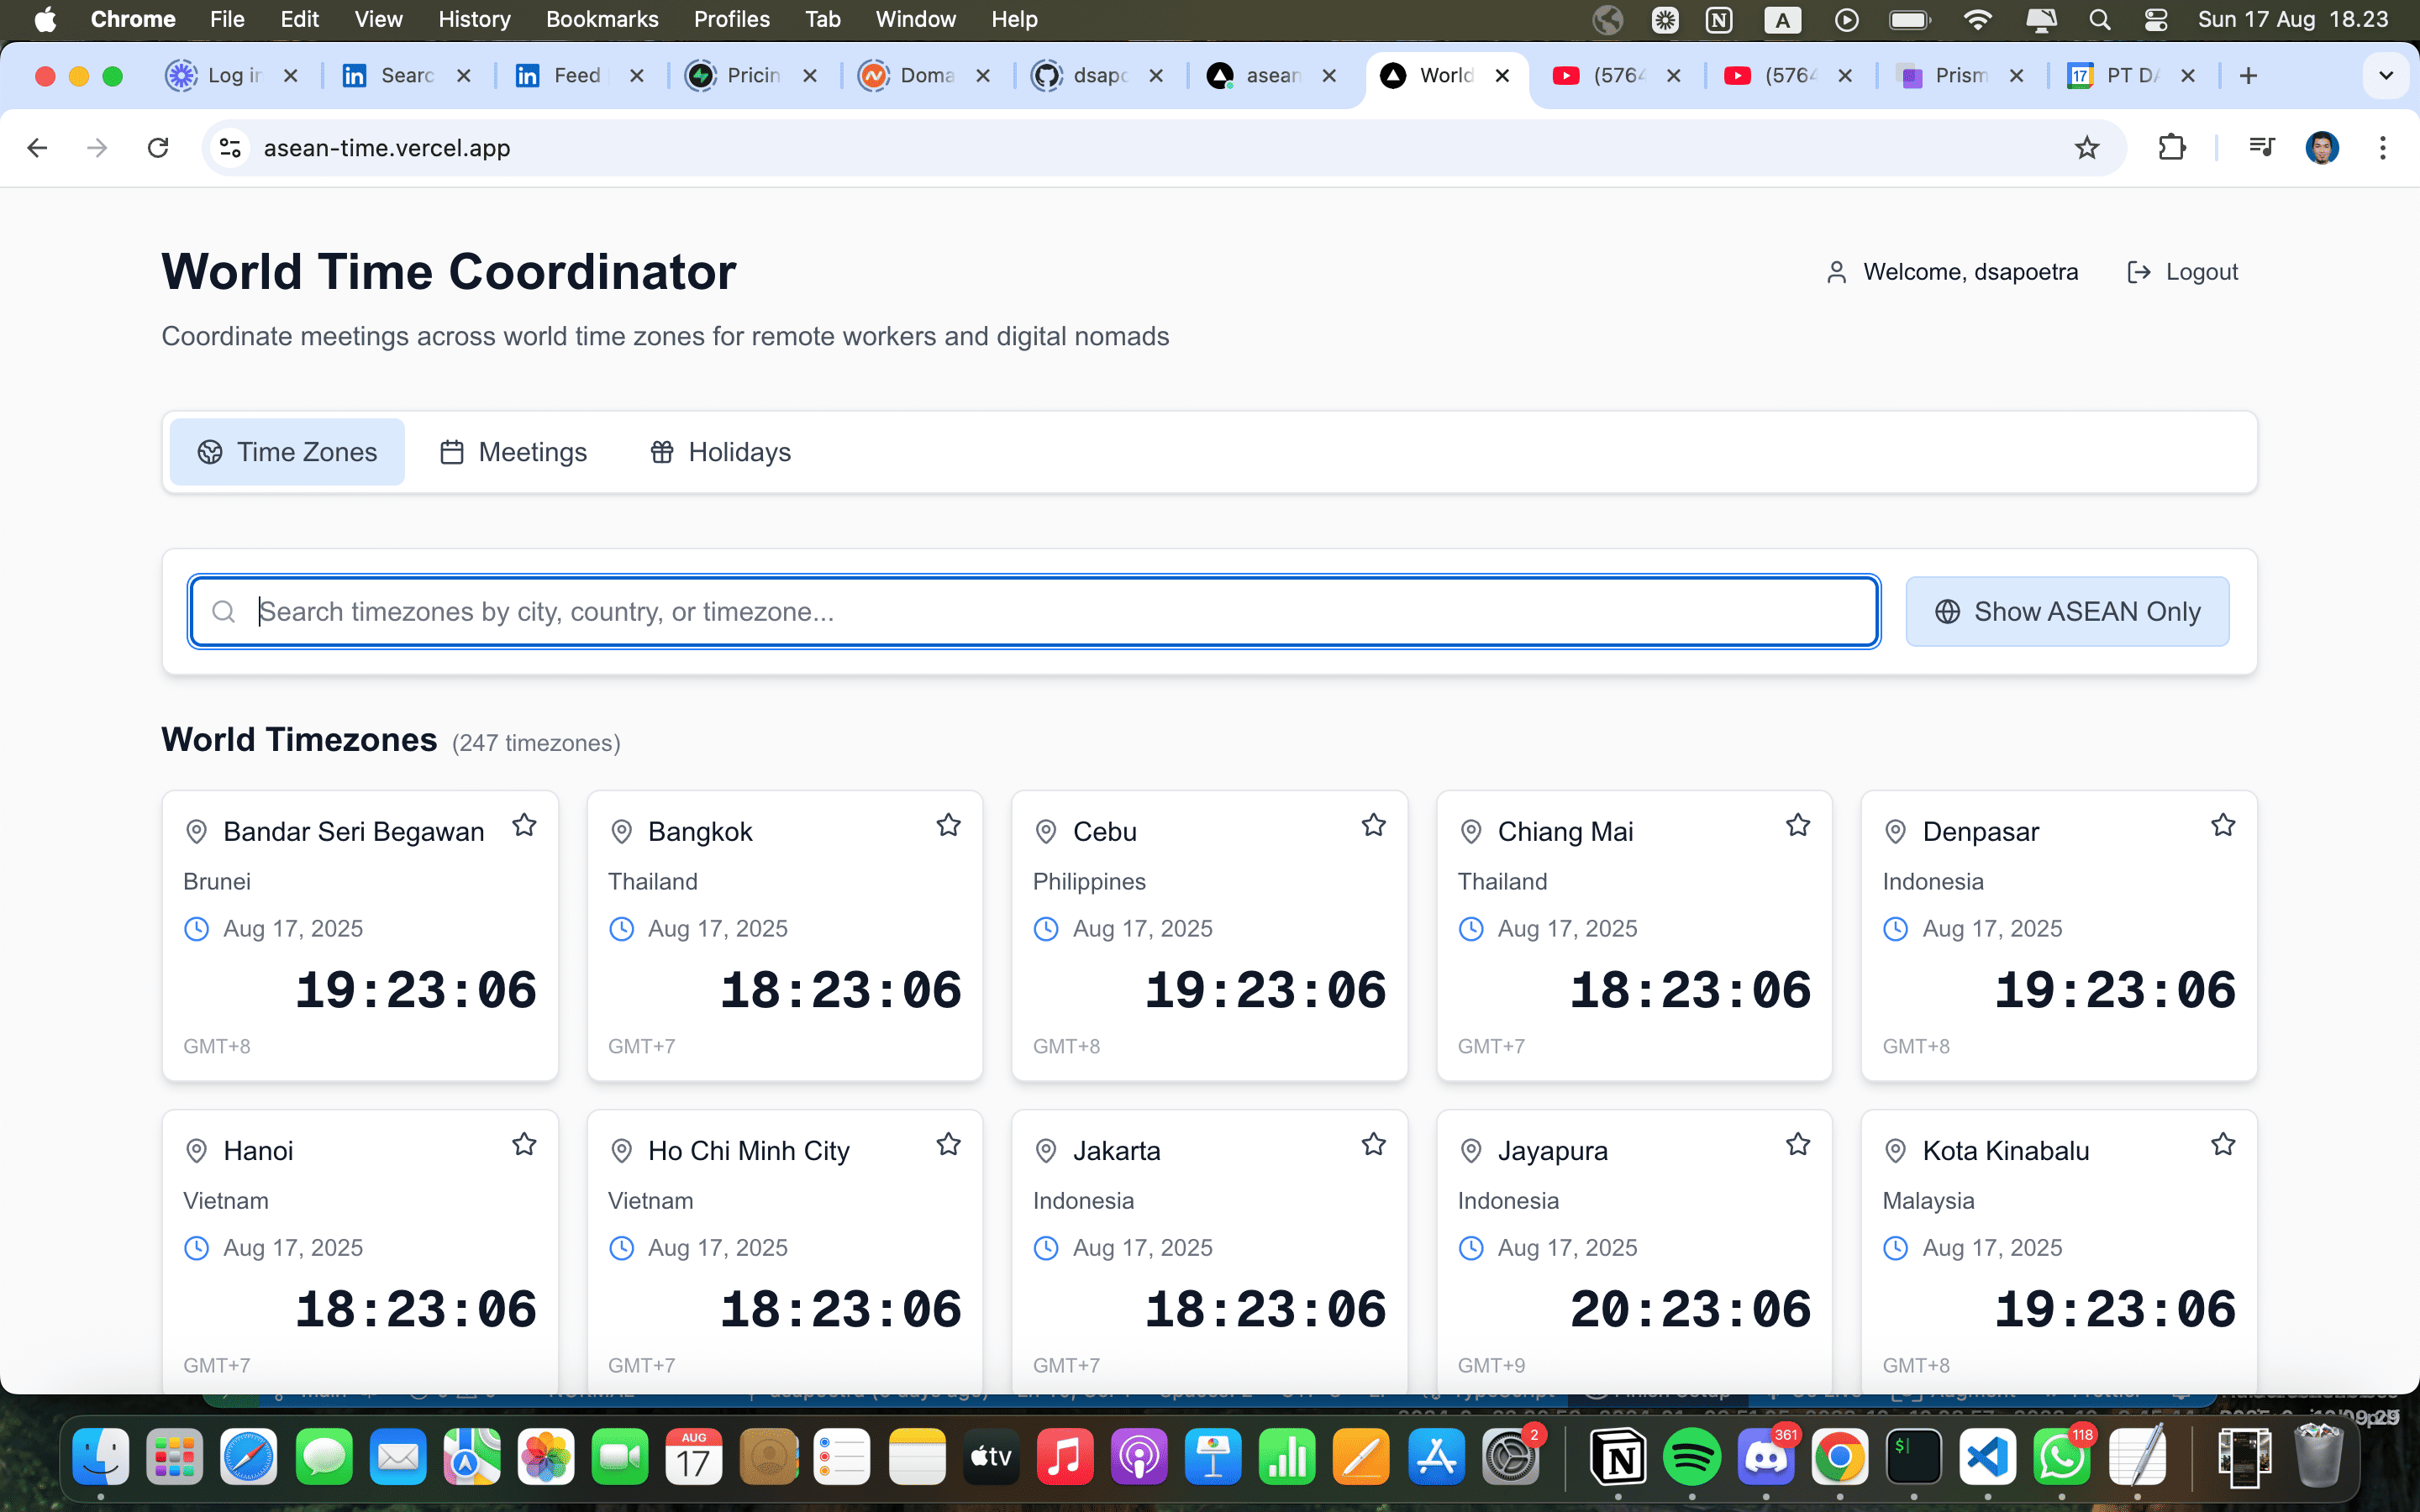 Chrome File Edit View History Bookmarks Profiles Tab Window Help A Sun 17 Aug 18.23
Log in Searc Feed Pricin Doma dsapo asean World (5764 (5764 Prism 17 PT DA
asean-time.vercel.app
World Time Coordinator
Welcome, dsapoetra Logout
Coordinate meetings across world time zones for remote workers and digital nomads
Time Zones Meetings Holidays
Search timezones by city, country, or timezone...
Show ASEAN Only
World Timezones (247 timezones)
Bandar Seri Begawan
Brunei
Aug 17, 2025
19:23:06
GMT+8
Bangkok
Thailand
Aug 17, 2025
18:23:06
GMT+7
Cebu
Philippines
Aug 17, 2025
19:23:06
GMT+8
Chiang Mai
Thailand
Aug 17, 2025
18:23:06
GMT+7
Denpasar
Indonesia
Aug 17, 2025
19:23:06
GMT+8
Hanoi
Vietnam
Aug 17, 2025
18:23:06
GMT+7
Ho Chi Minh City
Vietnam
Aug 17, 2025
18:23:06
GMT+7
Jakarta
Indonesia
Aug 17, 2025
18:23:06
GMT+7
Jayapura
Indonesia
Aug 17, 2025
20:23:06
GMT+9
Kota Kinabalu
Malaysia
Aug 17, 2025
19:23:06
GMT+8
AUG
17
tv
2
361
$
118